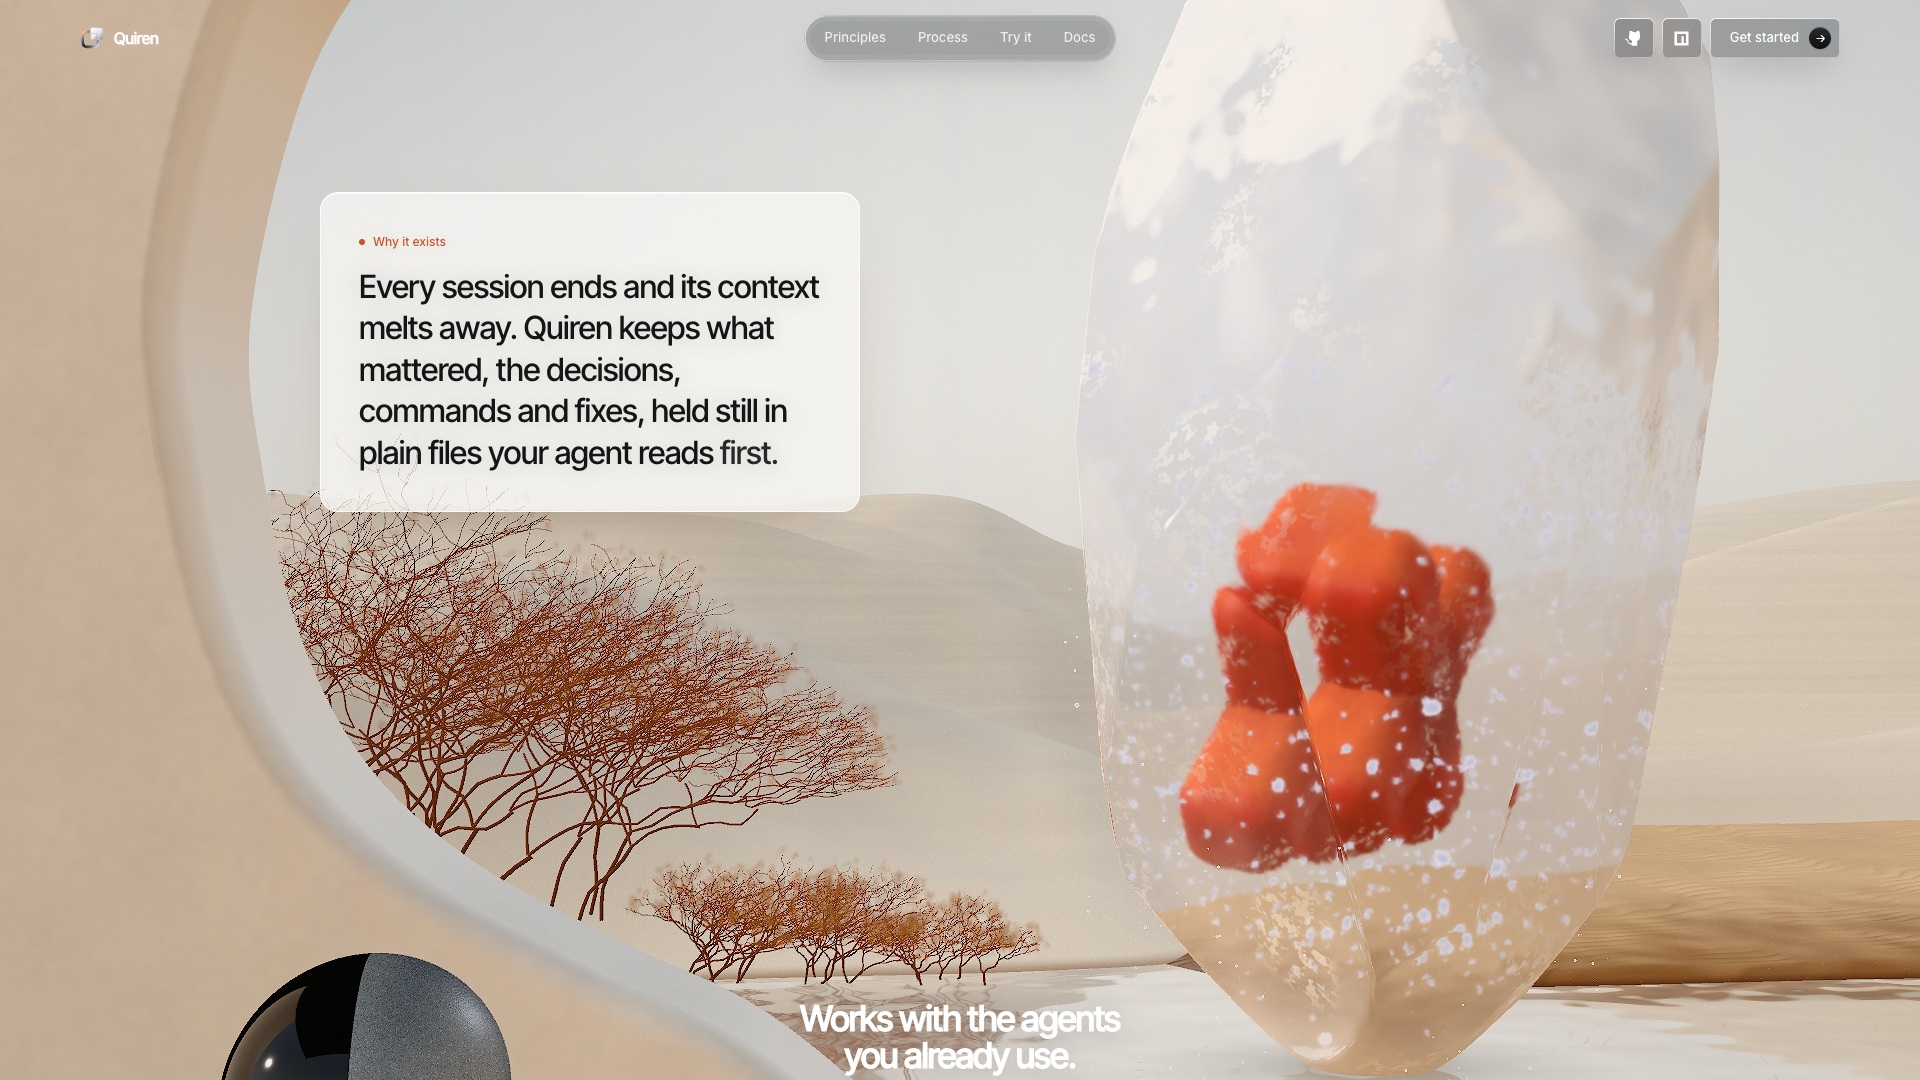 Quiren
Principles
Process
Try it
Docs
Get started
Why it exists
Every session ends and its context
melts away. Quiren keeps what
mattered, the decisions,
commands and fixes, held still in
plain files your agent reads first.
Works with the agents
you already use.